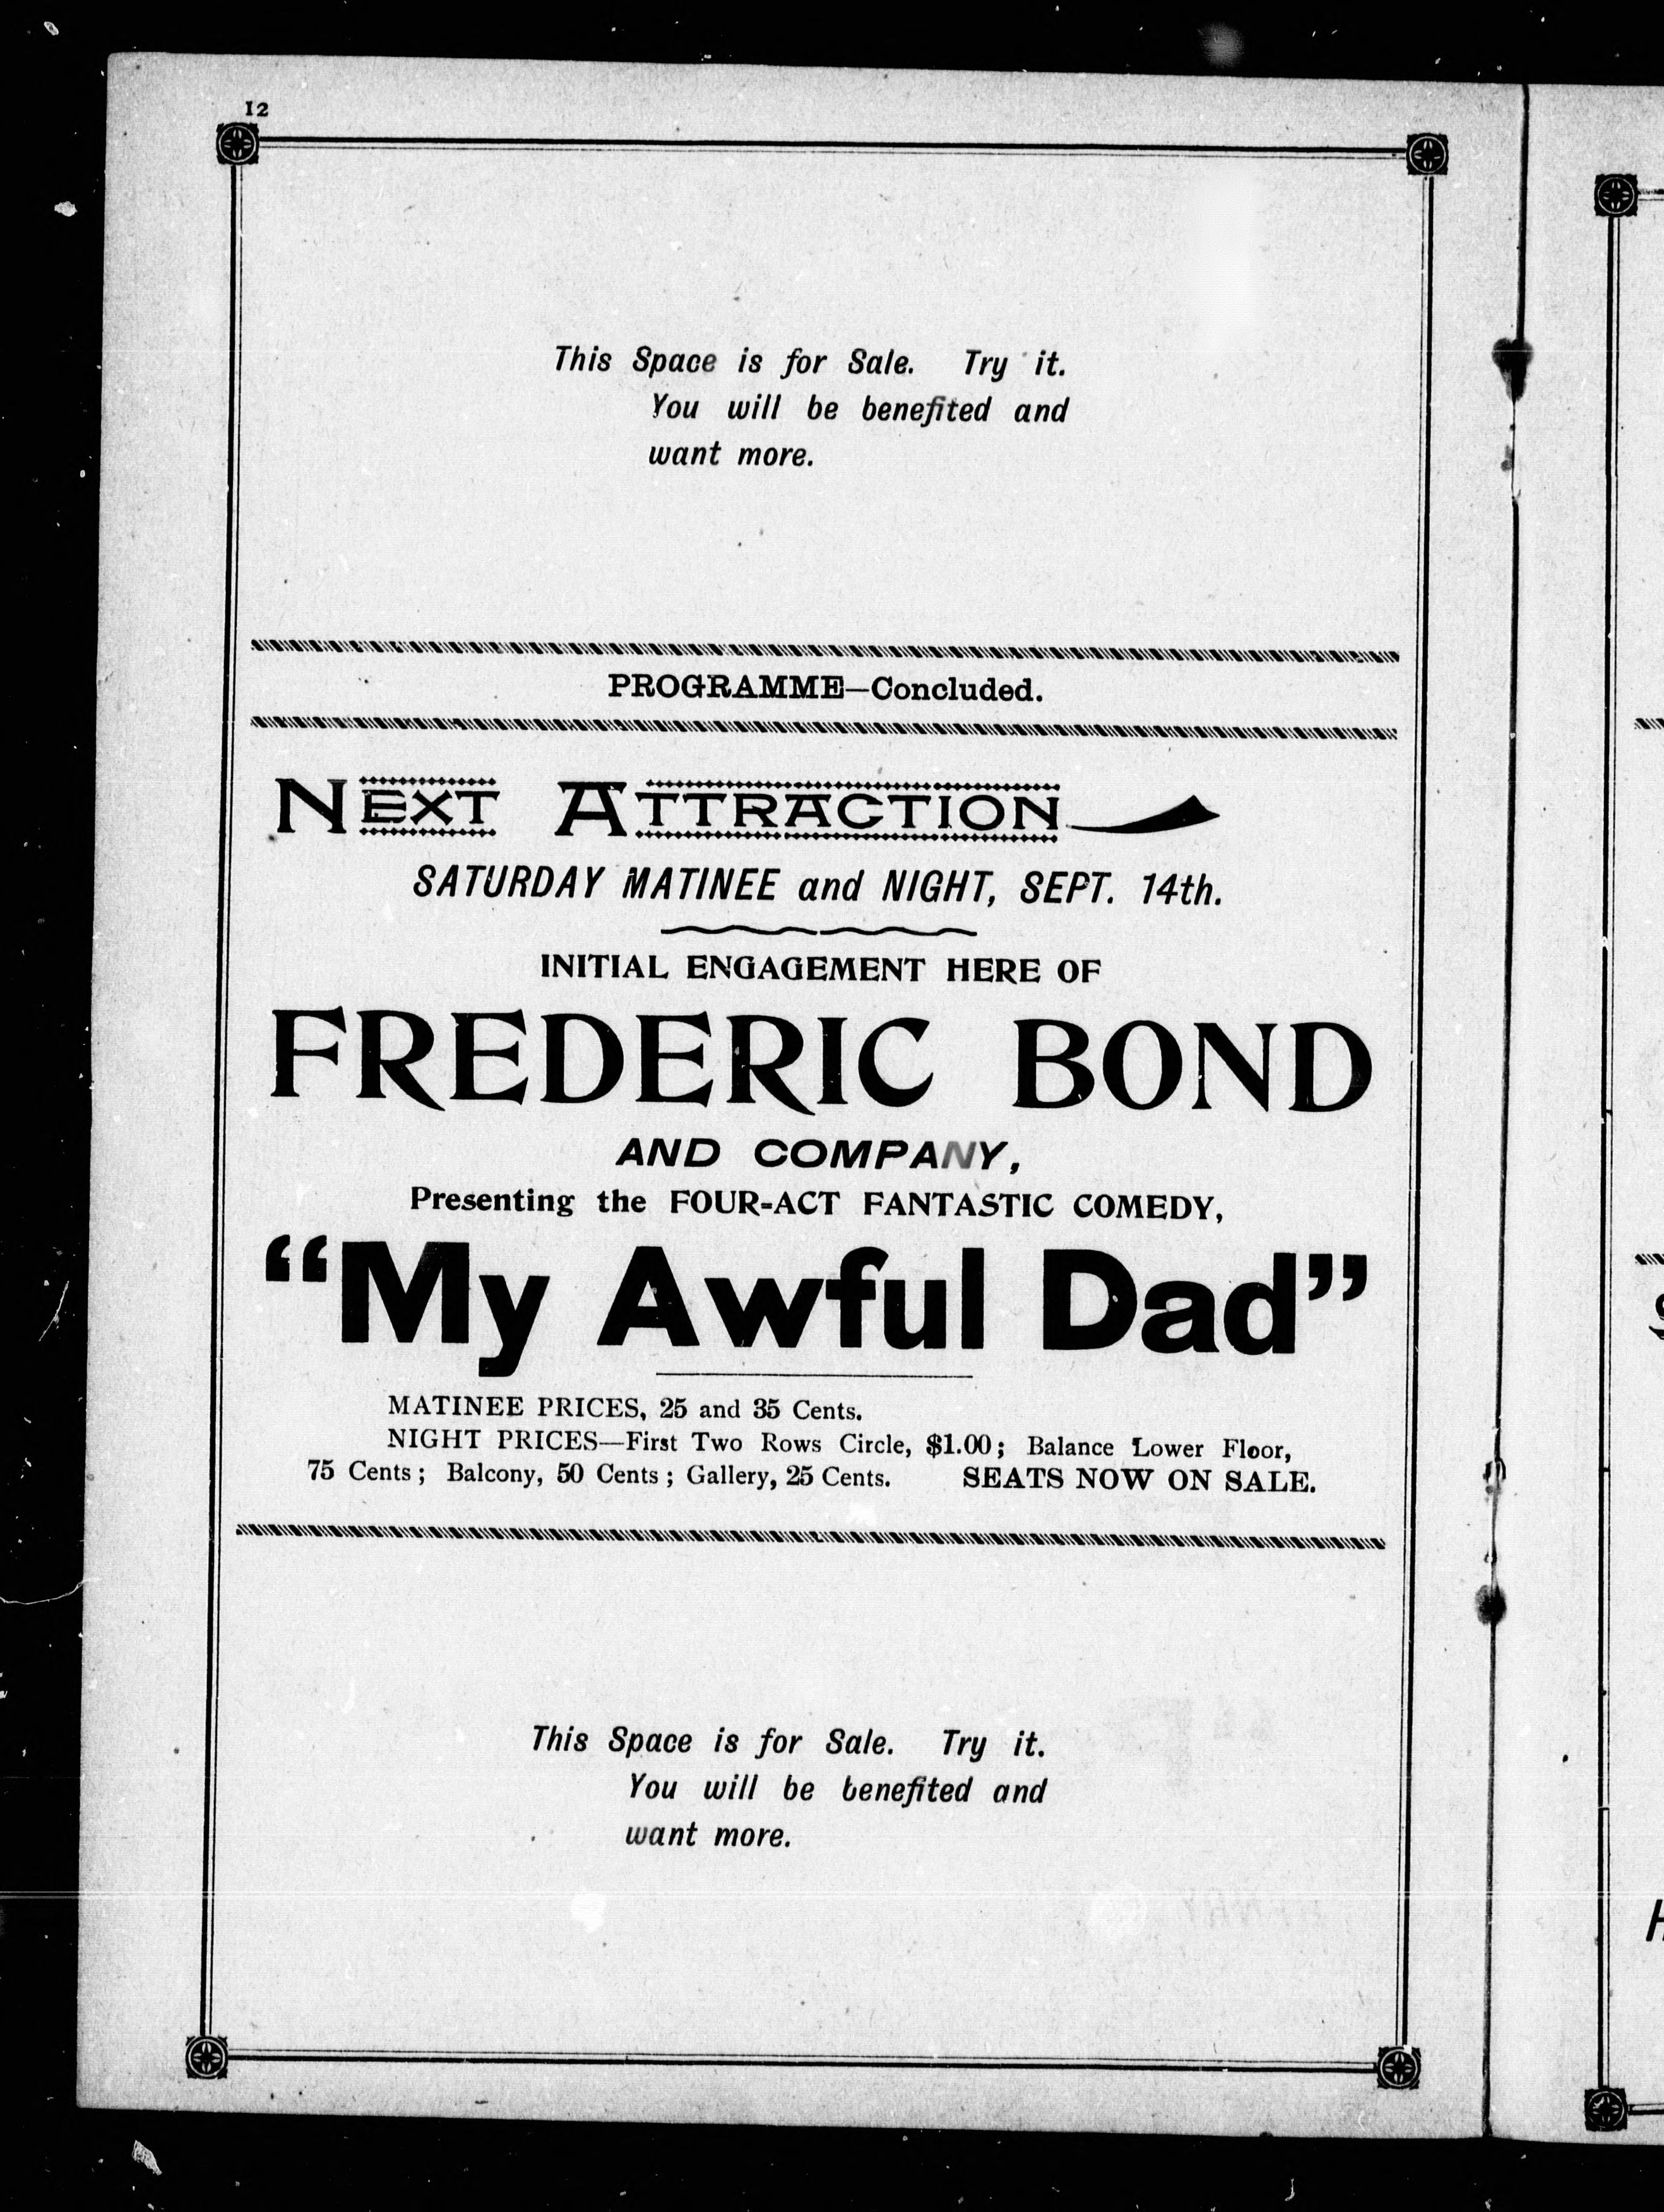 12
This Space is for Sale. Try it.
You will be benefited and
want more.
PROGRAMME—Concluded.
NEXT ATTRACTION
SATURDAY MATINEE and NIGHT, SEPT. 14th.
INITIAL ENGAGEMENT HERE OF
FREDERIC BOND
AND COMPANY,
Presenting the FOUR-ACT FANTASTIC COMEDY,
"My Awful Dad"
MATINEE PRICES, 25 and 35 Cents.
NIGHT PRICES—First Two Rows Circle, $1.00; Balance Lower Floor,
75 Cents; Balcony, 50 Cents; Gallery, 25 Cents. SEATS NOW ON SALE.
This Space is for Sale. Try it.
You will be benefited and
want more.